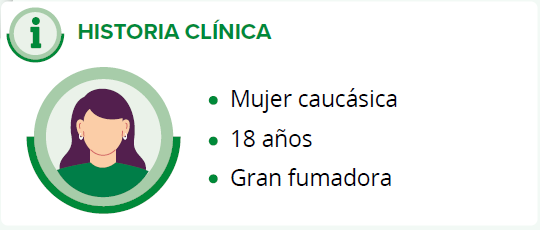 HISTORIA CLÍNICA
• Mujer caucásica
• 18 años
• Gran fumadora